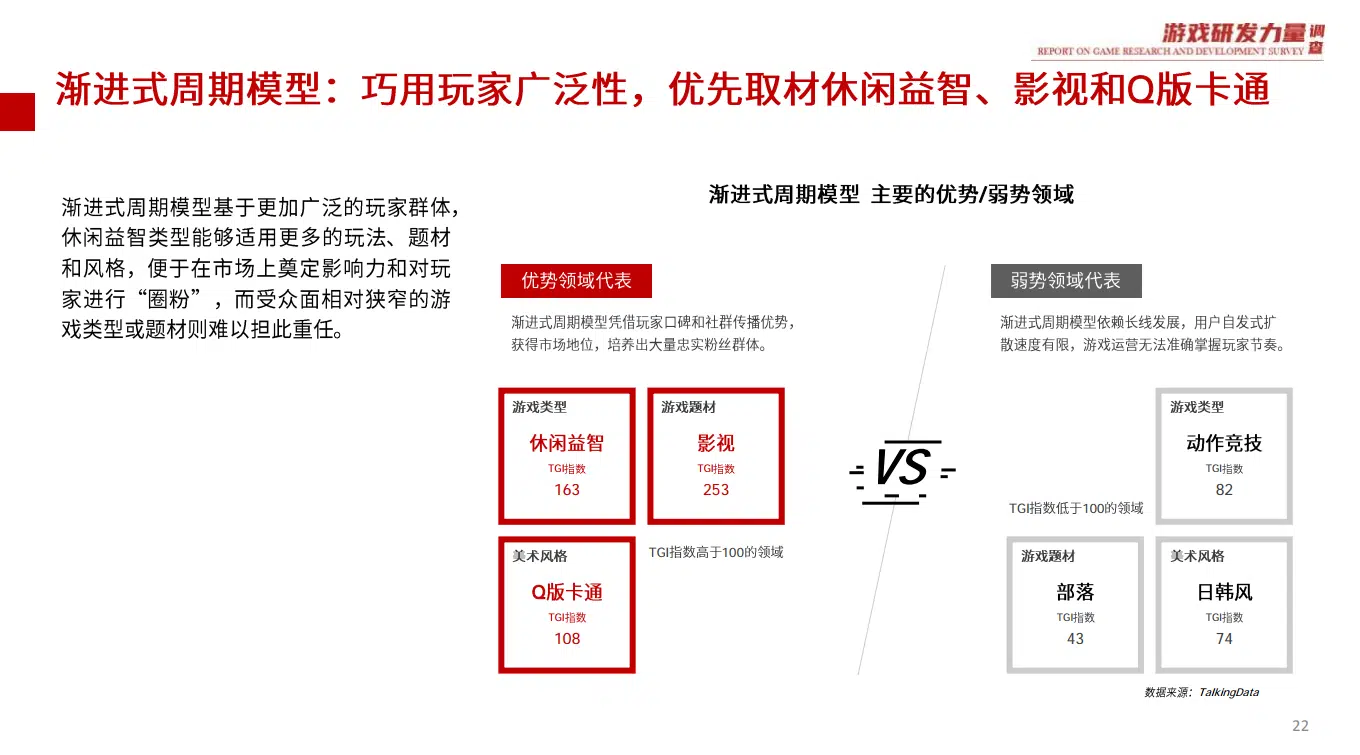 游戏研发力量调查
REPORT ON GAME RESEARCH AND DEVELOPMENT SURVEY
渐进式周期模型：巧用玩家广泛性，优先取材休闲益智、影视和Q版卡通
渐进式周期模型基于更加广泛的玩家群体，
休闲益智类型能够适用更多的玩法、题材
和风格，便于在市场上奠定影响力和对玩
家进行“圈粉”，而受众面相对狭窄的游
戏类型或题材则难以担此重任。
渐进式周期模型 主要的优势/弱势领域
优势领域代表
渐进式周期模型凭借玩家口碑和社群传播优势，
获得市场地位，培养出大量忠实粉丝群体。
游戏类型
休闲益智
TGI指数
163
游戏题材
影视
TGI指数
253
美术风格
Q版卡通
TGI指数
108
TGI指数高于100的领域
VS
弱势领域代表
渐进式周期模型依赖长线发展，用户自发式扩
散速度有限，游戏运营无法准确掌握玩家节奏。
游戏类型
动作竞技
TGI指数
82
TGI指数低于100的领域
游戏题材
部落
TGI指数
43
美术风格
日韩风
TGI指数
74
数据来源：TalkingData
22